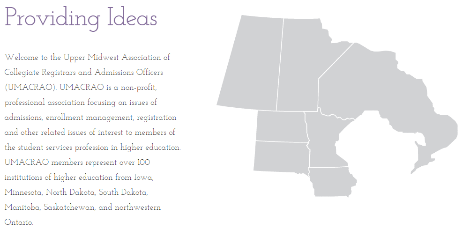 Providing Ideas
Welcome to the Upper Midwest Association of
Collegiate Registrars and Admissions Officers
(UMACRAO). UMACRAO is a non-profit,
professional association focusing on issues of
admissions, enrollment management, registration
and other related issues of interest to members of
the student services profession in higher education.
UMACRAO members represent over 100
institutions of higher education from Iowa,
Minnesota, North Dakota, South Dakota,
Manitoba, Saskatchewan, and northwestern
Ontario.